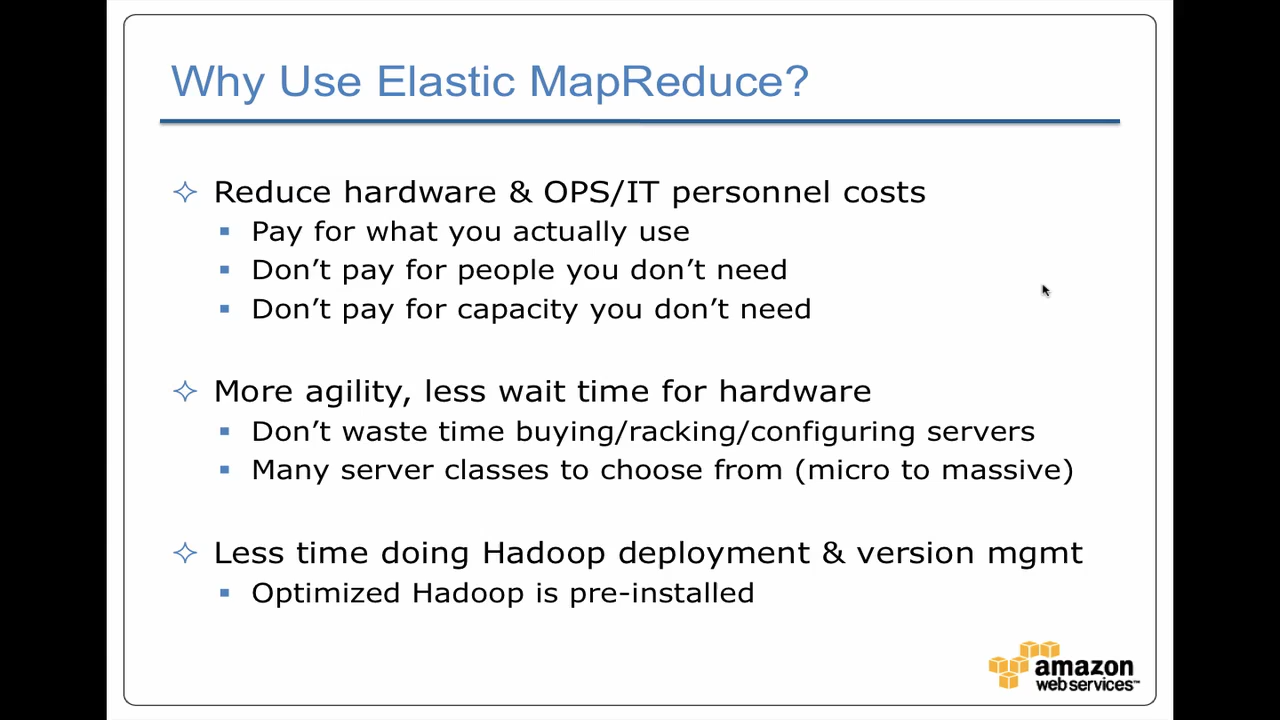 Why Use Elastic MapReduce?
Reduce hardware & OPS/IT personnel costs
Pay for what you actually use
Don’t pay for people you don’t need
Don’t pay for capacity you don’t need
More agility, less wait time for hardware
Don’t waste time buying/racking/configuring servers
Many server classes to choose from (micro to massive)
Less time doing Hadoop deployment & version mgmt
Optimized Hadoop is pre-installed
amazon
webservices™